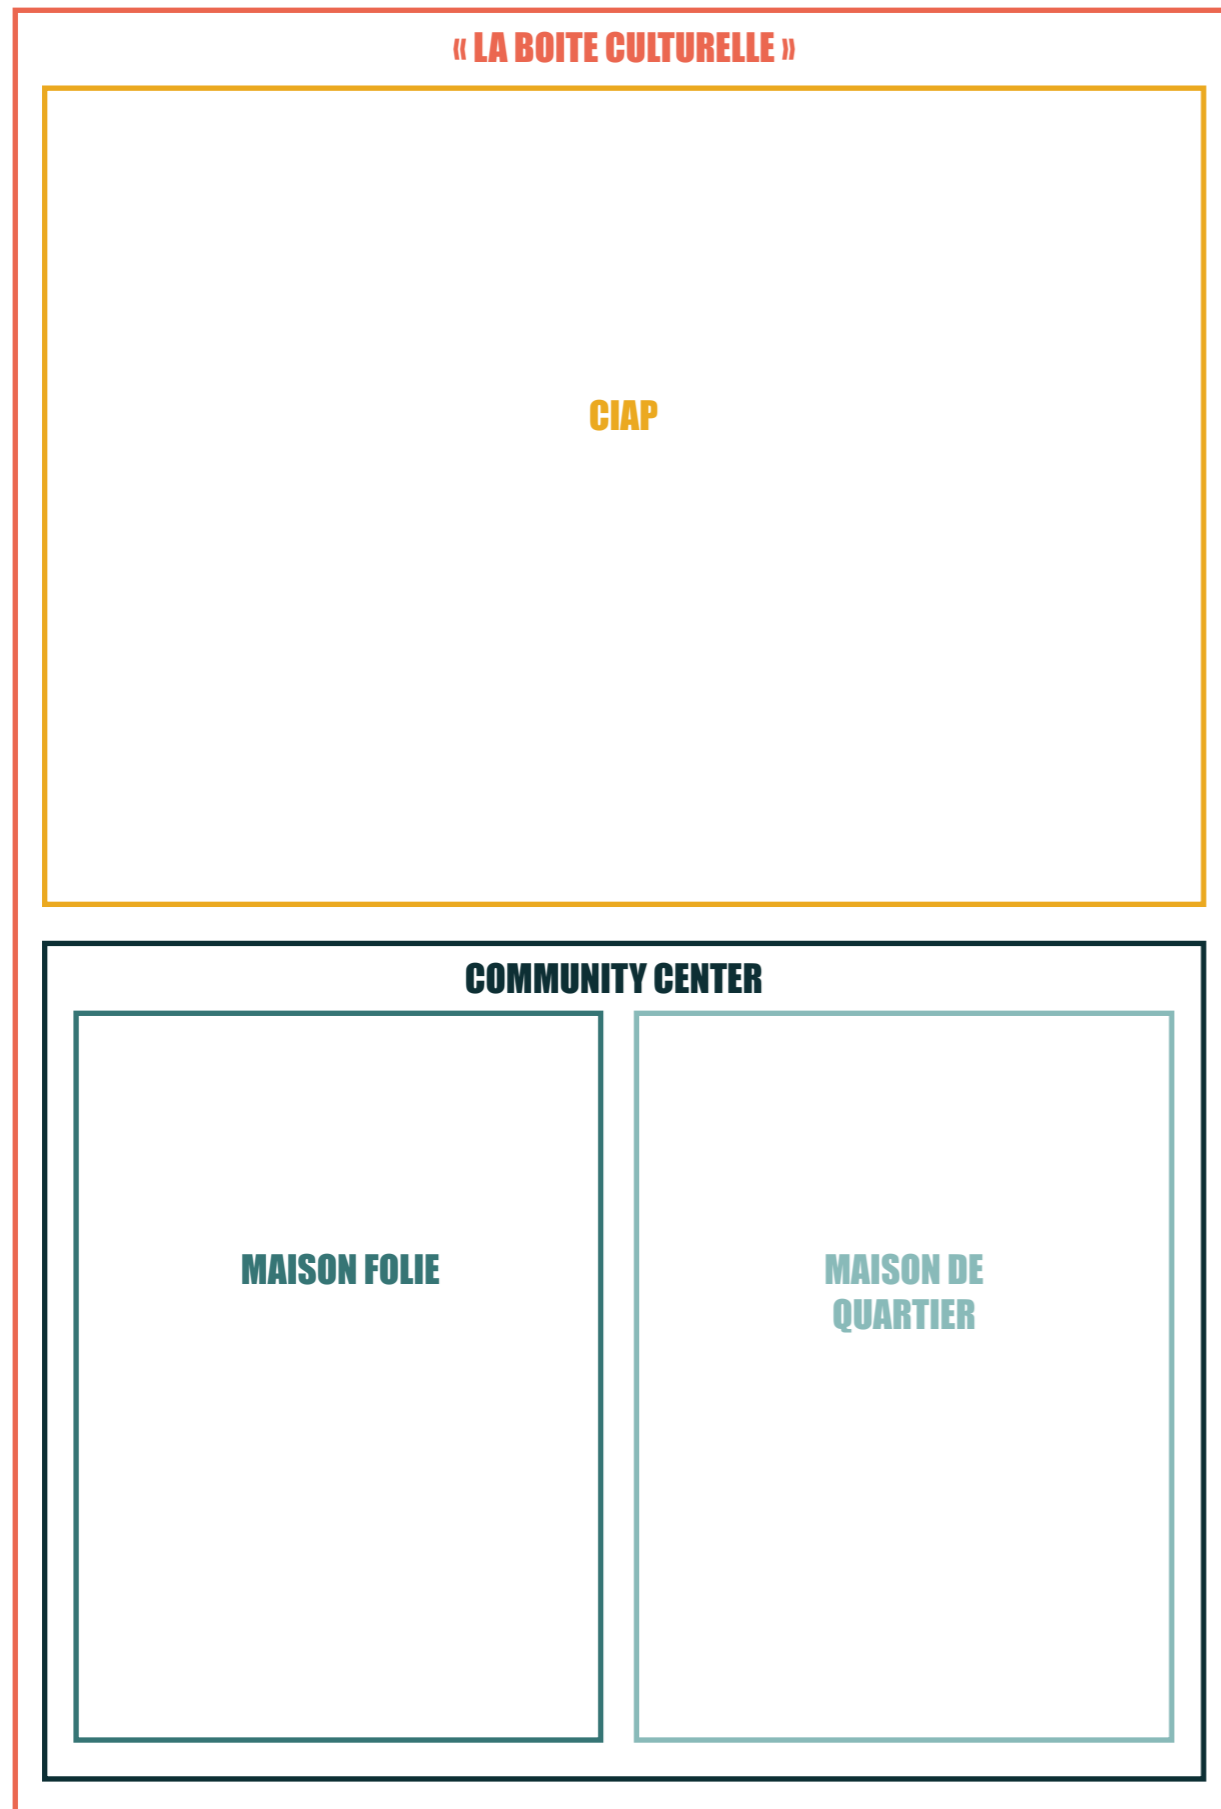 « LA BOITE CULTURELLE »
CIAP
COMMUNITY CENTER
MAISON FOLIE
MAISON DE
QUARTIER